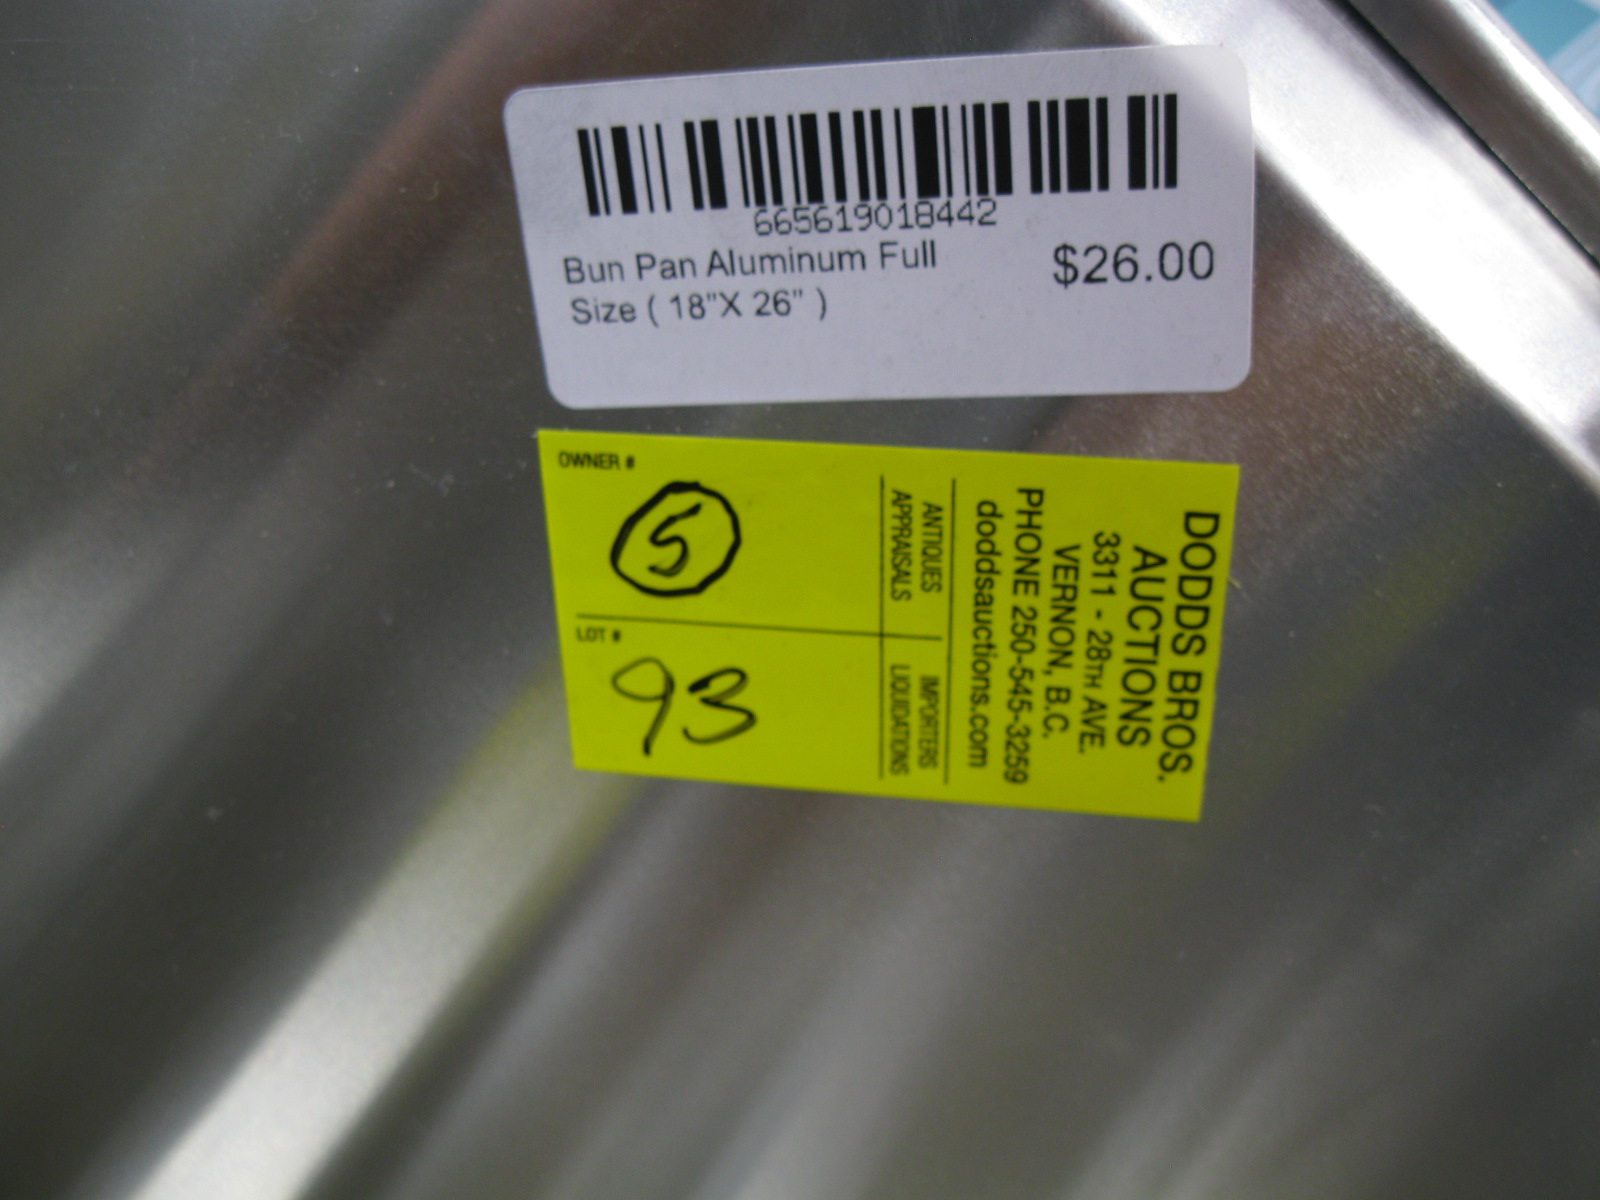 665619018442
Bun Pan Aluminum Full
Size ( 18"X 26" )
$26.00
OWNER #
5
LOT #
93
DODDS BROS.
AUCTIONS
3311 - 28TH AVE.
VERNON, B.C.
PHONE 250-545-3259
doddsauctions.com
ANTIQUES
APPRAISALS
IMPORTERS
LIQUIDATIONS